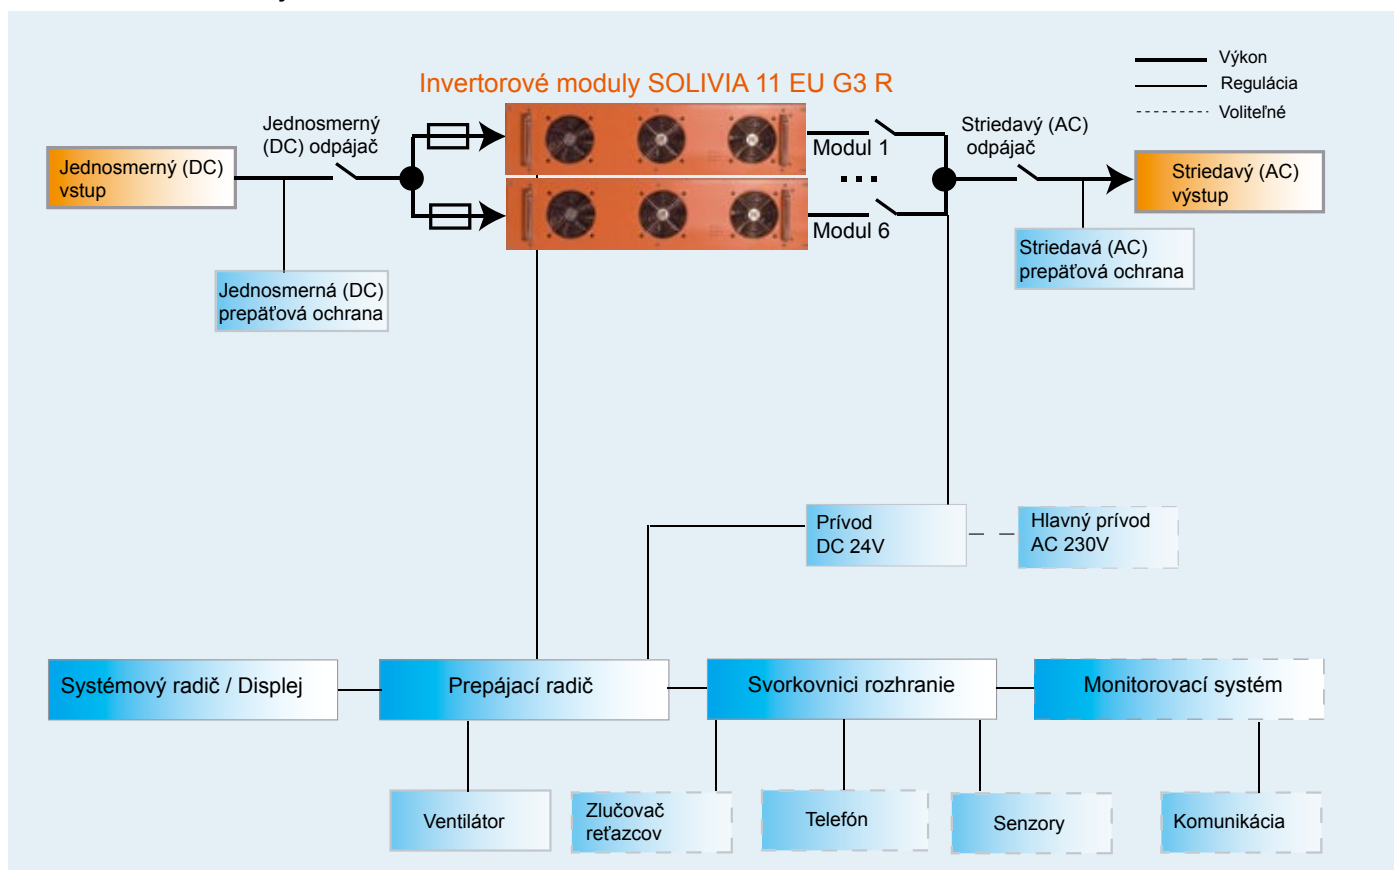 Invertorové moduly SOLIVIA 11 EU G3 R
Výkon
Regulácia
Voliteľné
Jednosmerný
(DC) odpájač
Jednosmerný (DC)
vstup
Modul 1
Modul 6
Striedavý (AC)
odpájač
Striedavý (AC)
výstup
Jednosmerná (DC)
prepäťová ochrana
Striedavá (AC)
prepäťová ochrana
Prívod
DC 24V
Hlavný prívod
AC 230V
Systémový radič / Displej
Prepájací radič
Svorkovnici rozhranie
Monitorovací systém
Ventilátor
Zlučovač
reťazcov
Telefón
Senzory
Komunikácia